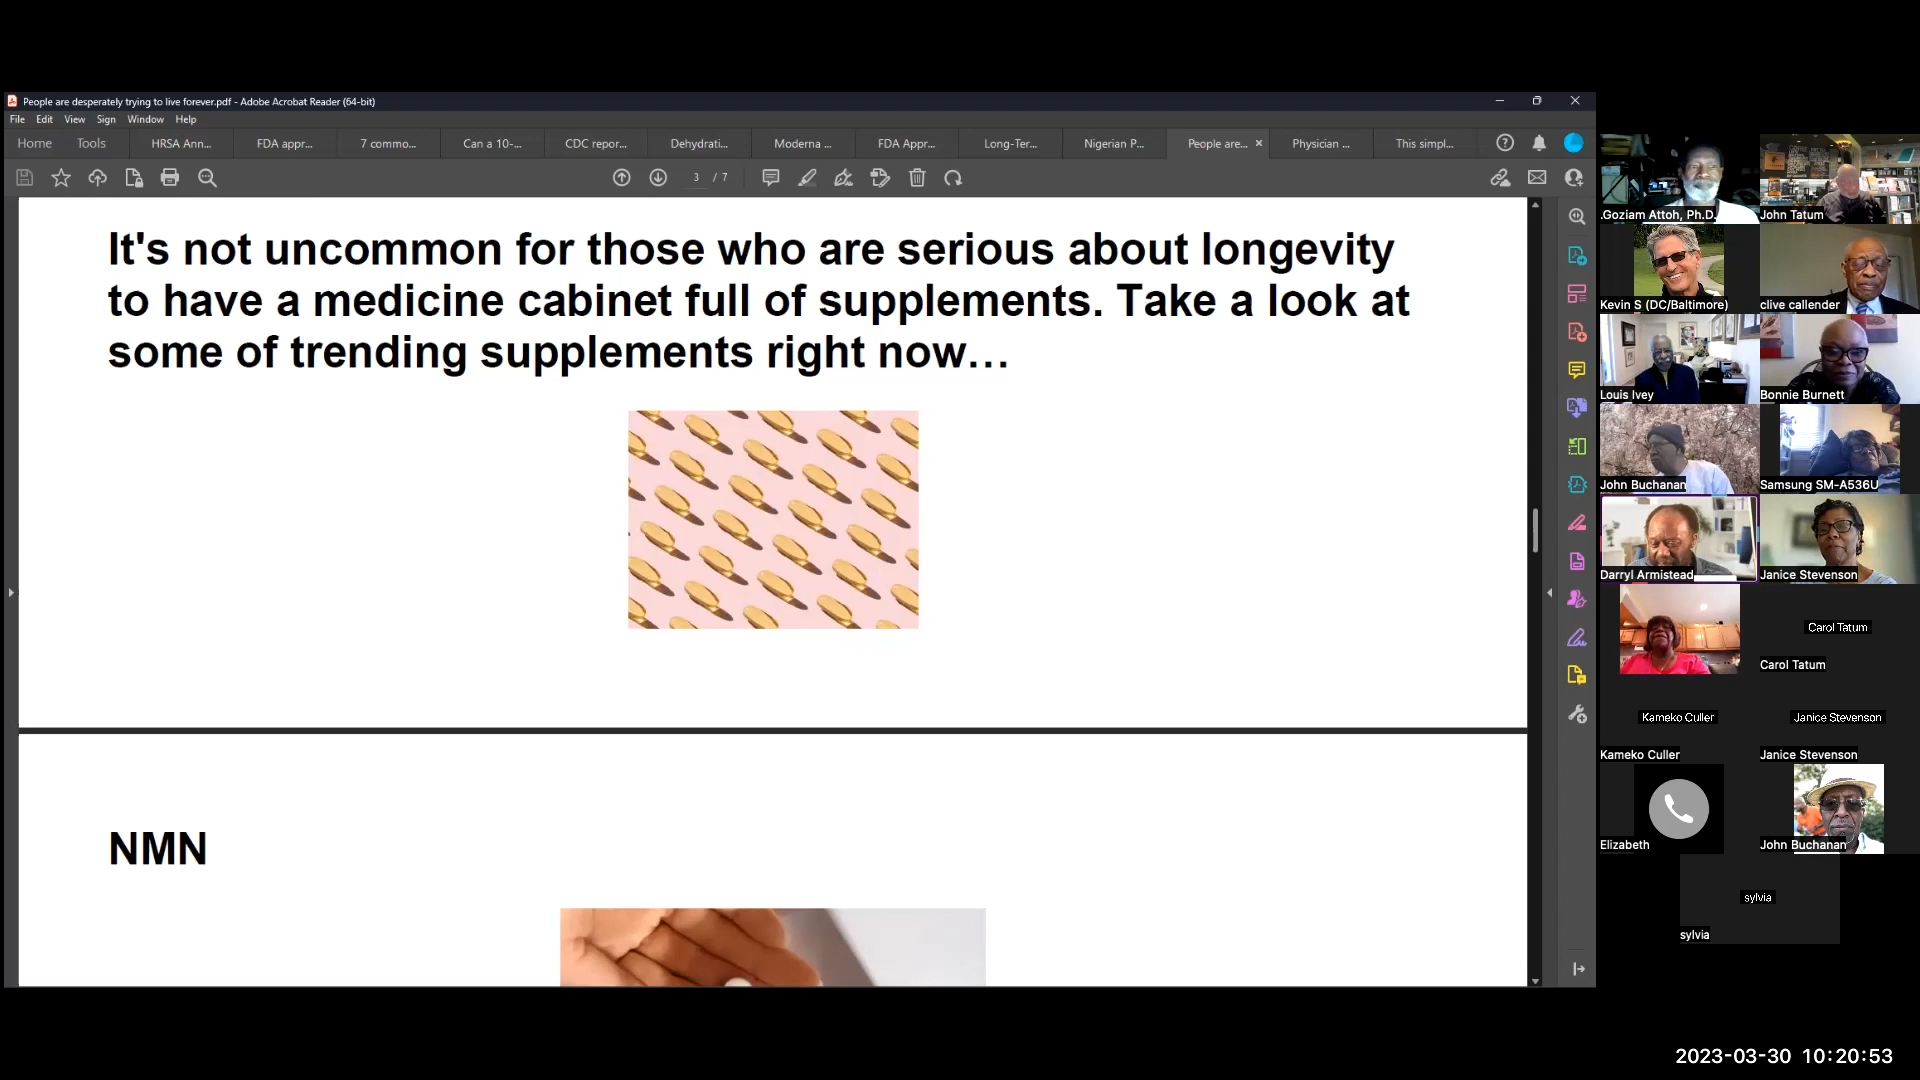 People are desperately trying to live forever.pdf - Adobe Acrobat Reader (64-bit)
File Edit View Sign Window Help
Home Tools HRSA Ann... FDA appr... 7 commo... Can a 10-... CDC repor... Dehydrati... Moderna ... FDA Appr... Long-Ter... Nigerian P... People are... Physician ... This simpl...
3 / 7
It's not uncommon for those who are serious about longevity
to have a medicine cabinet full of supplements. Take a look at
some of trending supplements right now…
NMN
.Goziam Attoh, Ph.D.
John Tatum
Kevin S (DC/Baltimore)
clive callender
Louis Ivey
Bonnie Burnett
John Buchanan
Samsung SM-A536U
Darryl Armistead
Janice Stevenson
Carol Tatum
Carol Tatum
Kameko Culler
Janice Stevenson
Kameko Culler
Janice Stevenson
Elizabeth
John Buchanan
sylvia
sylvia
2023-03-30 10:20:53